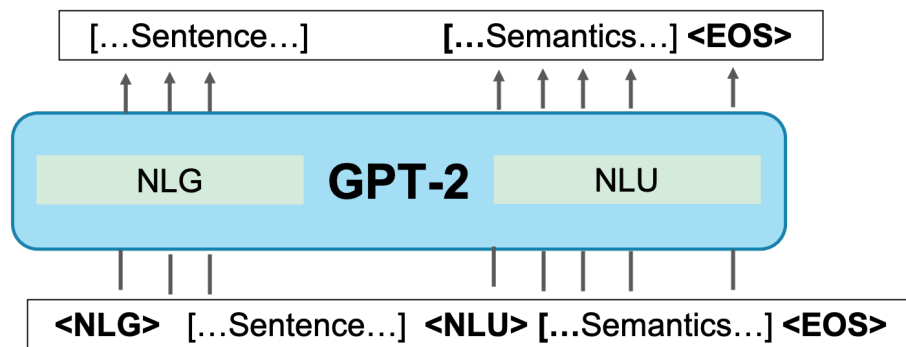 […Sentence…] […Semantics…] <EOS>
NLG GPT-2 NLU
<NLG> […Sentence…] <NLU> […Semantics…] <EOS>